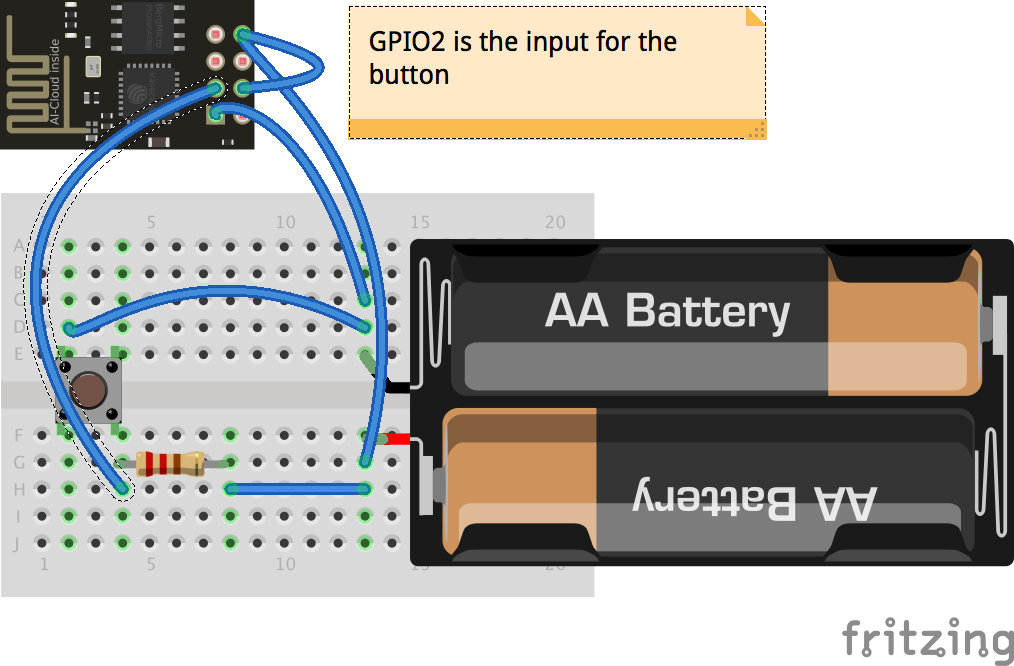 GPIO2 is the input for the
button
AI-Cloud inside
BergMicro
5 10 15 20
A
B
C
D
E
F
G
H
I
J
1 5 10 15 20
AA Battery
AA Battery
fritzing